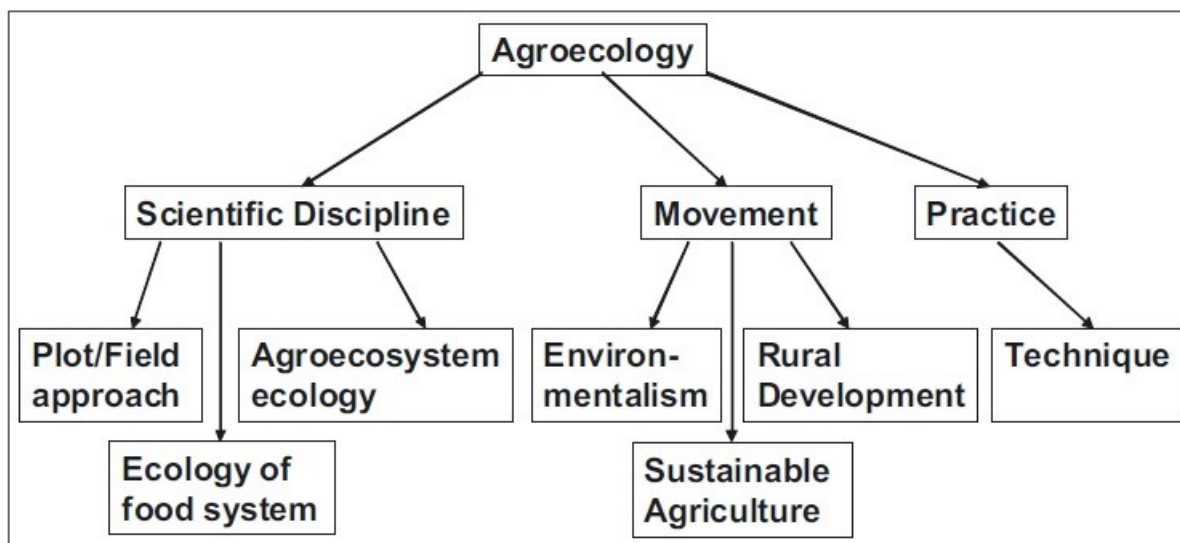 Agroecology
Scientific Discipline
Movement
Practice
Plot/Field
approach
Agroecosystem
ecology
Environ-
mentalism
Rural
Development
Technique
Ecology of
food system
Sustainable
Agriculture